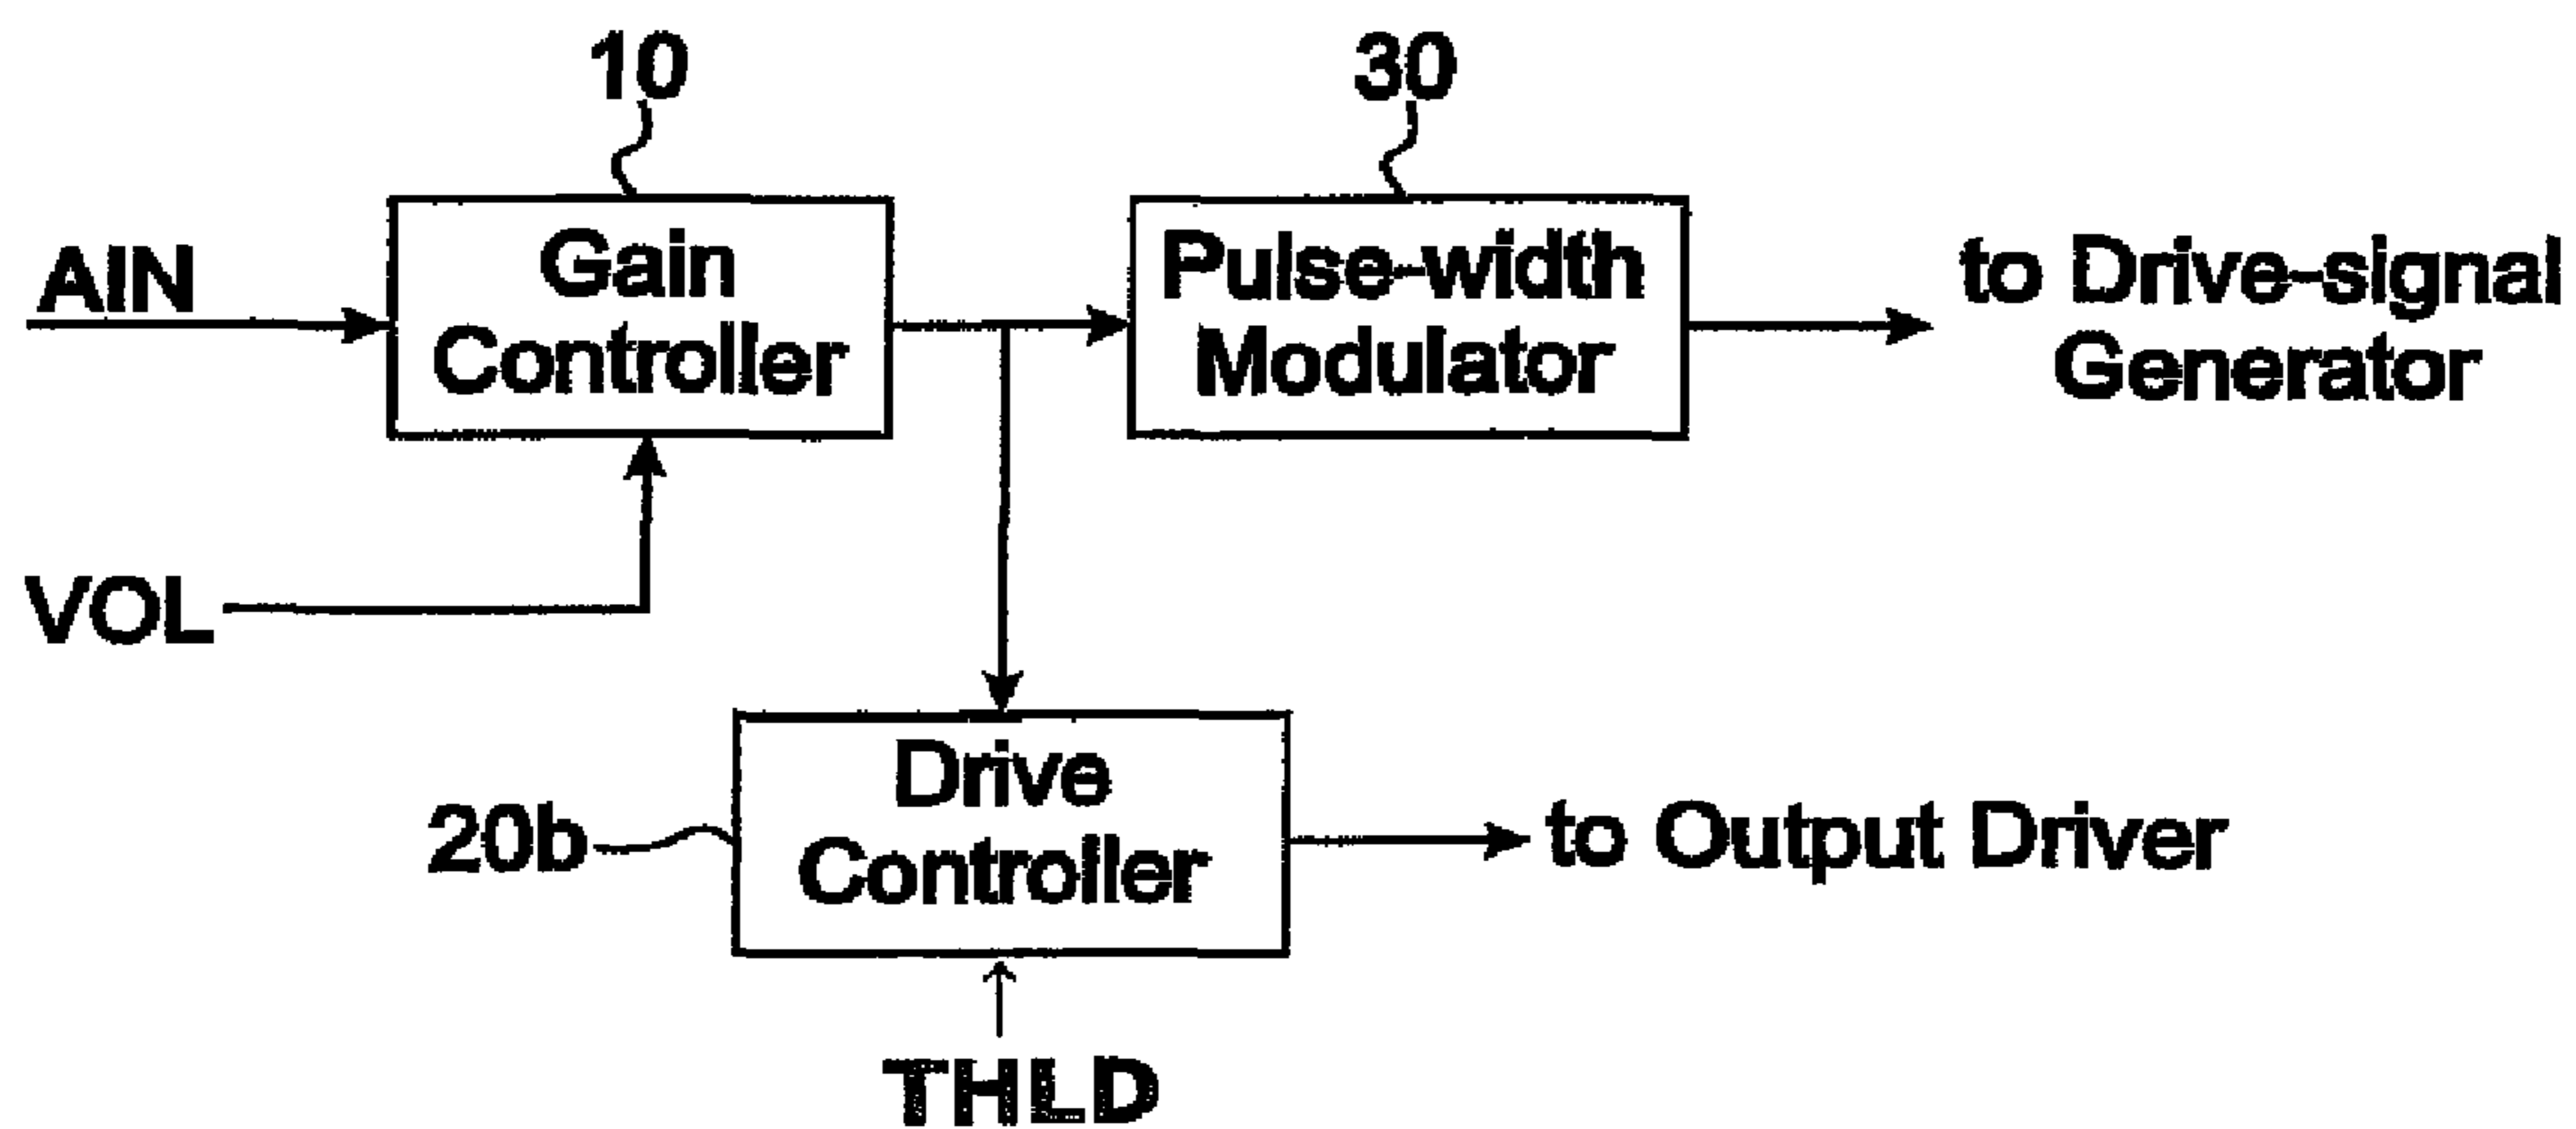 10
30
AIN
Gain
Controller
Pulse-width
Modulator
to Drive-signal
Generator
VOL
20b
Drive
Controller
to Output Driver
THLD